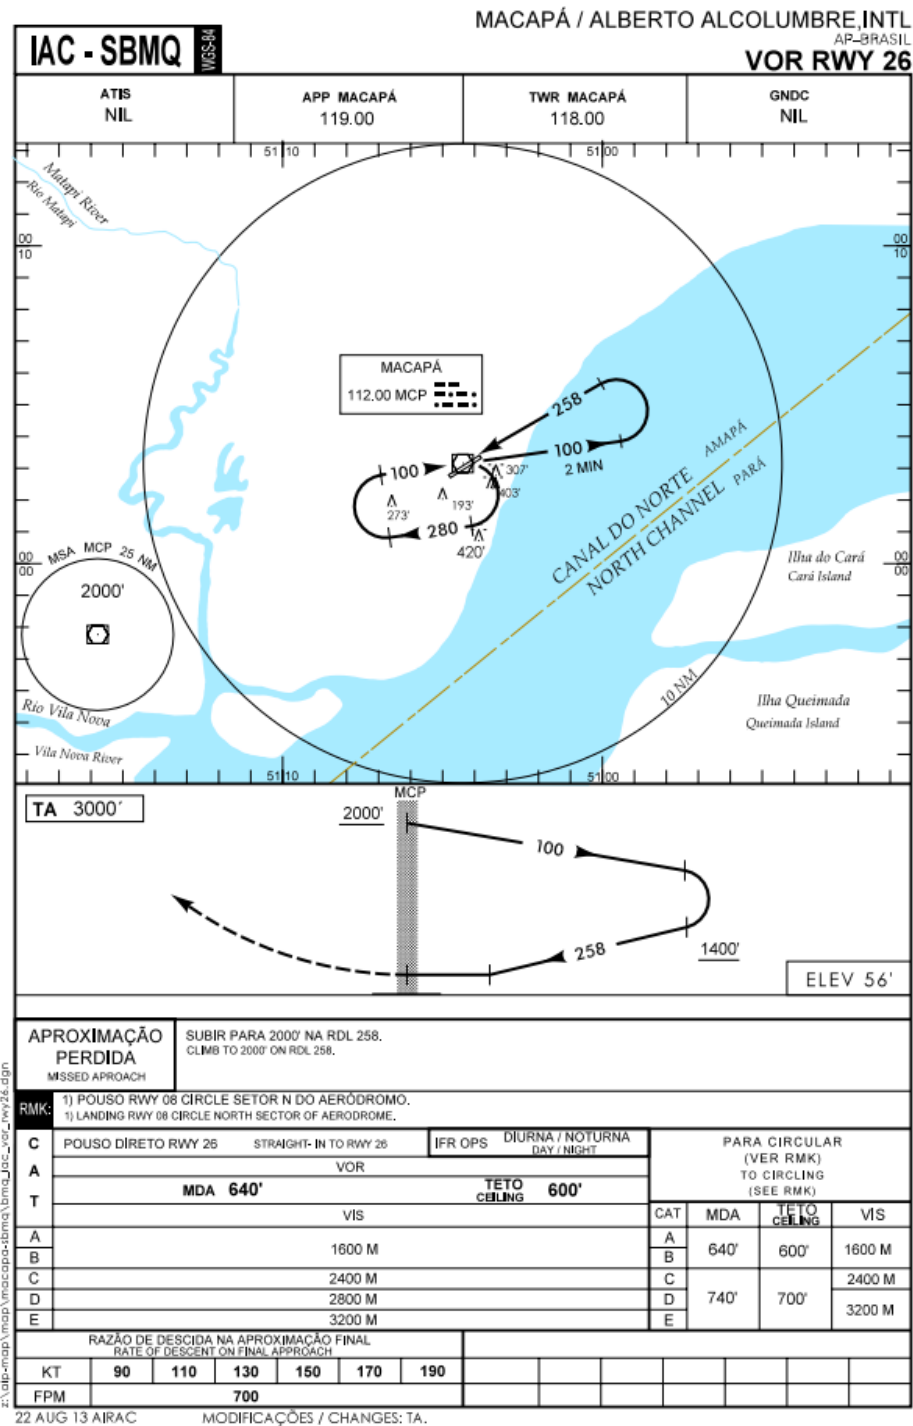 MACAPÁ / ALBERTO ALCOLUMBRE,INTL
AP-BRASIL
IAC - SBMQ
WGS-84
VOR RWY 26
ATIS
NIL
APP MACAPÁ
119.00
TWR MACAPÁ
118.00
GNDC
NIL
51 10
51 00
Matapi River
Rio Matapi
00
10
00
10
MACAPÁ
112.00 MCP
258
100
2 MIN
100
307'
403'
193'
273'
280
420'
AMAPÁ
PARÁ
CANAL DO NORTE
NORTH CHANNEL
00
00
MSA MCP 25 NM
2000'
Ilha do Cará
Cará Island
10 NM
Rio Vila Nova
Vila Nova River
Ilha Queimada
Queimada Island
51 10
51 00
TA 3000´
MCP
2000'
100
258
1400'
ELEV 56'
APROXIMAÇÃO
PERDIDA
MISSED APROACH
SUBIR PARA 2000' NA RDL 258.
CLIMB TO 2000' ON RDL 258.
RMK:
1) POUSO RWY 08 CIRCLE SETOR N DO AERÓDROMO.
1) LANDING RWY 08 CIRCLE NORTH SECTOR OF AERODROME.
C
A
T
POUSO DÍRETO RWY 26 STRAIGHT- IN TO RWY 26
IFR OPS DIURNA / NOTURNA
DAY / NIGHT
VOR
MDA 640' TETO
CEILING 600'
VIS
PARA CIRCULAR
(VER RMK)
TO CIRCLING
(SEE RMK)
CAT MDA TETO
CEILING VIS
A
B
1600 M
C 2400 M
D 2800 M
E 3200 M
A
B
640' 600' 1600 M
C 2400 M
D
E
740' 700' 3200 M
RAZÃO DE DESCIDA NA APROXIMAÇÃO FINAL
RATE OF DESCENT ON FINAL APPROACH
KT 90 110 130 150 170 190
FPM 700
22 AUG 13 AIRAC MODIFICAÇÕES / CHANGES: TA.
z:\aip-map\map\macapa-sbmq\bmq_iac_vor_rwy26.dgn